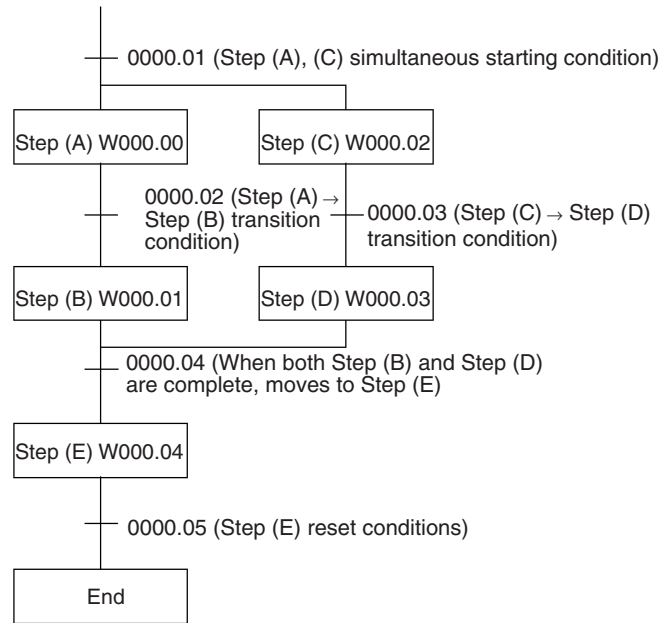 0000.01 (Step (A), (C) simultaneous starting condition)
Step (A) W000.00
Step (C) W000.02
0000.02 (Step (A) →
Step (B) transition
condition)
0000.03 (Step (C) → Step (D)
transition condition)
Step (B) W000.01
Step (D) W000.03
0000.04 (When both Step (B) and Step (D)
are complete, moves to Step (E)
Step (E) W000.04
0000.05 (Step (E) reset conditions)
End